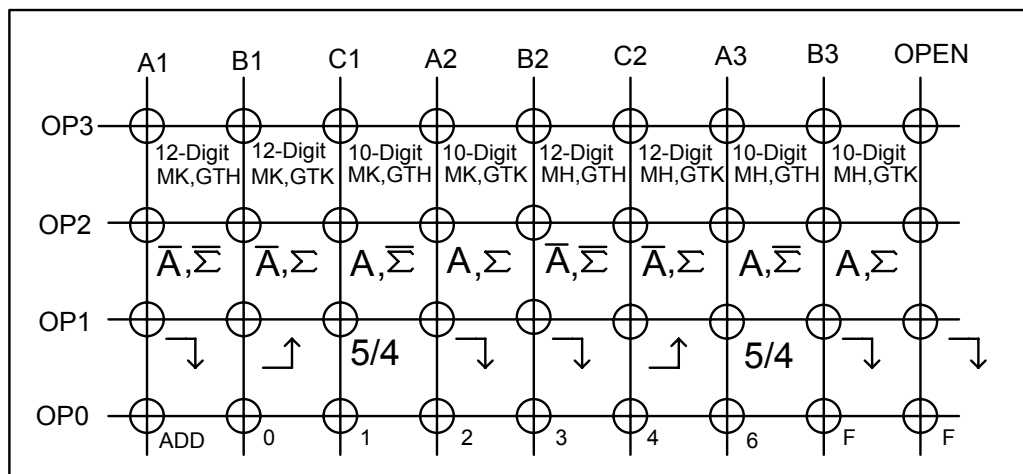 A1 B1 C1 A2 B2 C2 A3 B3 OPEN
OP3
12-Digit 12-Digit 10-Digit 10-Digit 12-Digit 12-Digit 10-Digit 10-Digit
MK,GTH MK,GTK MK,GTH MK,GTK MH,GTH MH,GTK MH,GTH MH,GTK
OP2
A̅,Σ̿ A̅,Σ A,Σ̿ A,Σ A̅,Σ̿ A̅,Σ A,Σ̿ A,Σ
OP1
5/4 5/4
OP0
ADD 0 1 2 3 4 6 F F